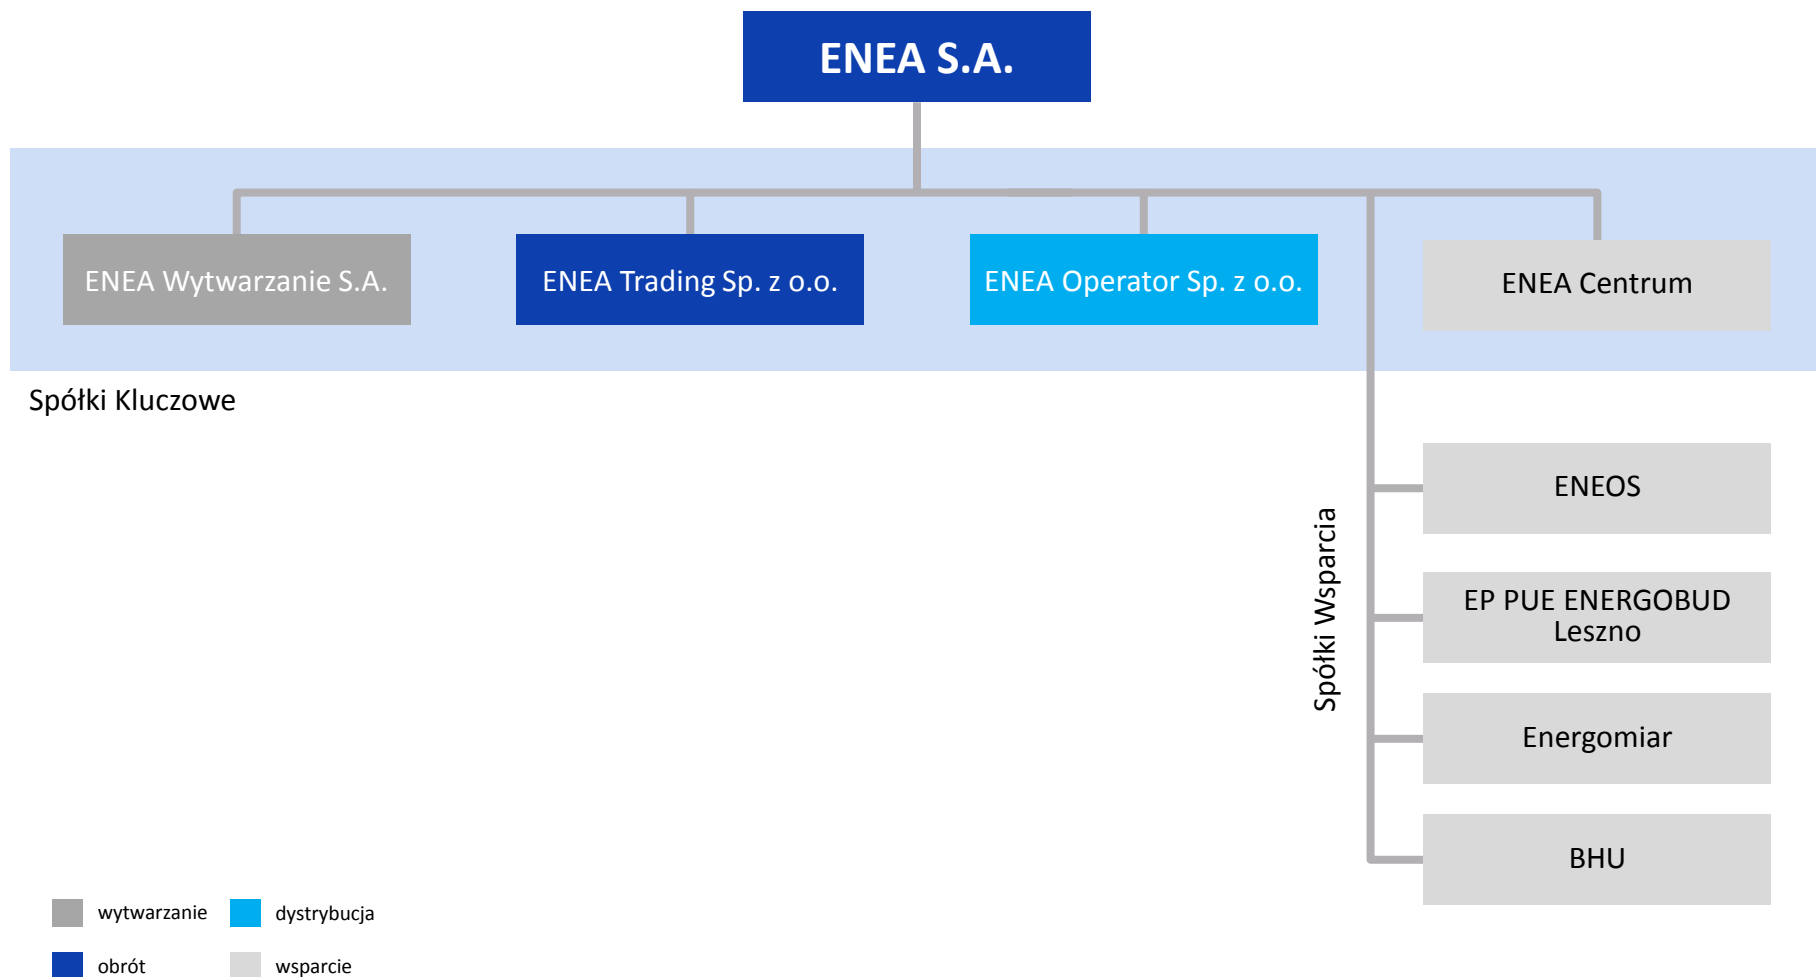 ENEA S.A.
ENEA Wytwarzanie S.A.
ENEA Trading Sp. z o.o.
ENEA Operator Sp. z o.o.
ENEA Centrum
Spółki Kluczowe
Spółki Wsparcia
ENEOS
EP PUE ENERGOBUD
Leszno
Energomiar
BHU
wytwarzanie
dystrybucja
obrót
wsparcie